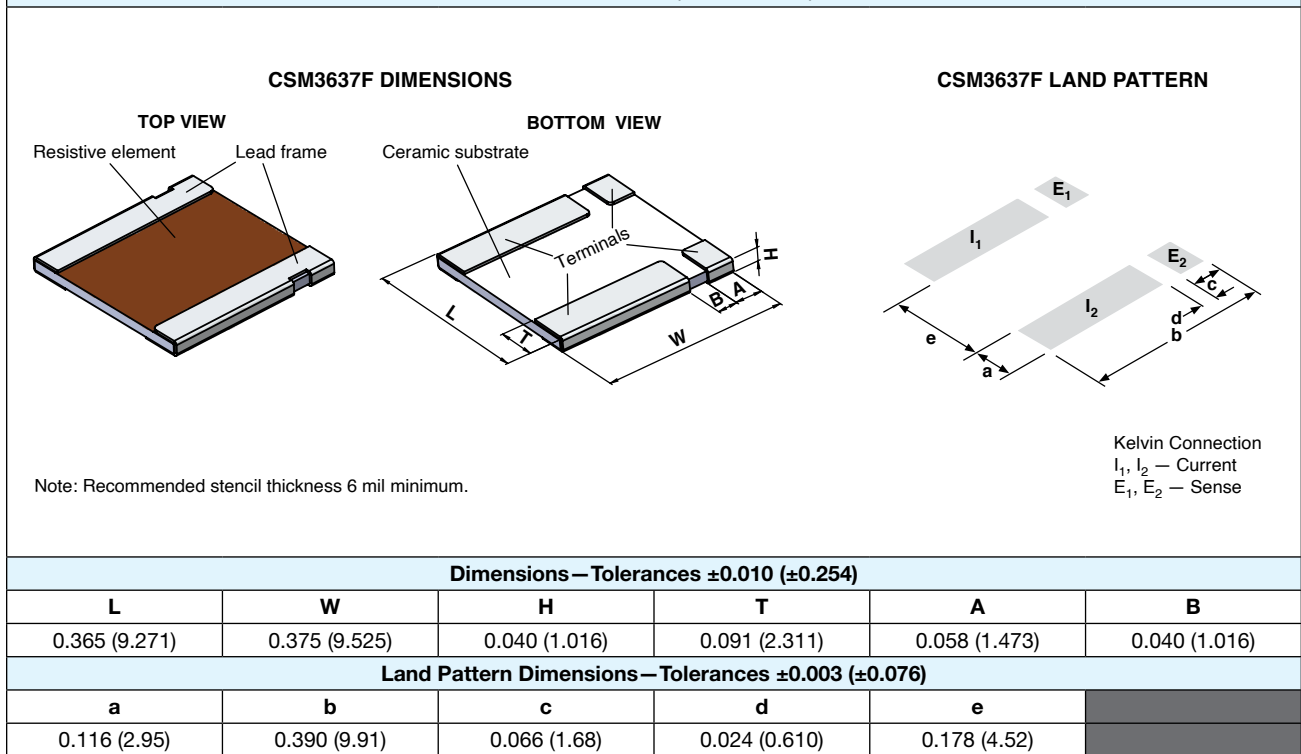 CSM3637F DIMENSIONS
CSM3637F LAND PATTERN
TOP VIEW
BOTTOM VIEW
Resistive element
Lead frame
Ceramic substrate
Terminals
H
B
A
L
T
W
E1
I1
E2
I2
c
d
b
e
a
Kelvin Connection
I1, I2 — Current
E1, E2 — Sense
Note: Recommended stencil thickness 6 mil minimum.
Dimensions—Tolerances ±0.010 (±0.254)
L W H T A B
0.365 (9.271) 0.375 (9.525) 0.040 (1.016) 0.091 (2.311) 0.058 (1.473) 0.040 (1.016)
Land Pattern Dimensions—Tolerances ±0.003 (±0.076)
a b c d e
0.116 (2.95) 0.390 (9.91) 0.066 (1.68) 0.024 (0.610) 0.178 (4.52)